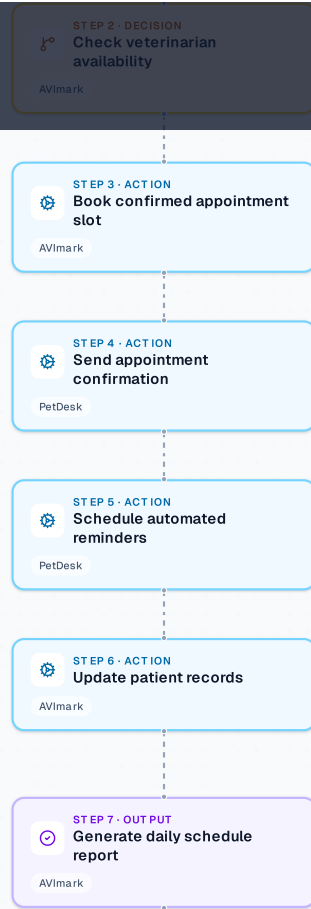 STEP 2 · DECISION
Check veterinarian
availability
AVImark
STEP 3 · ACTION
Book confirmed appointment
slot
AVImark
STEP 4 · ACTION
Send appointment
confirmation
PetDesk
STEP 5 · ACTION
Schedule automated
reminders
PetDesk
STEP 6 · ACTION
Update patient records
AVImark
STEP 7 · OUTPUT
Generate daily schedule
report
AVImark